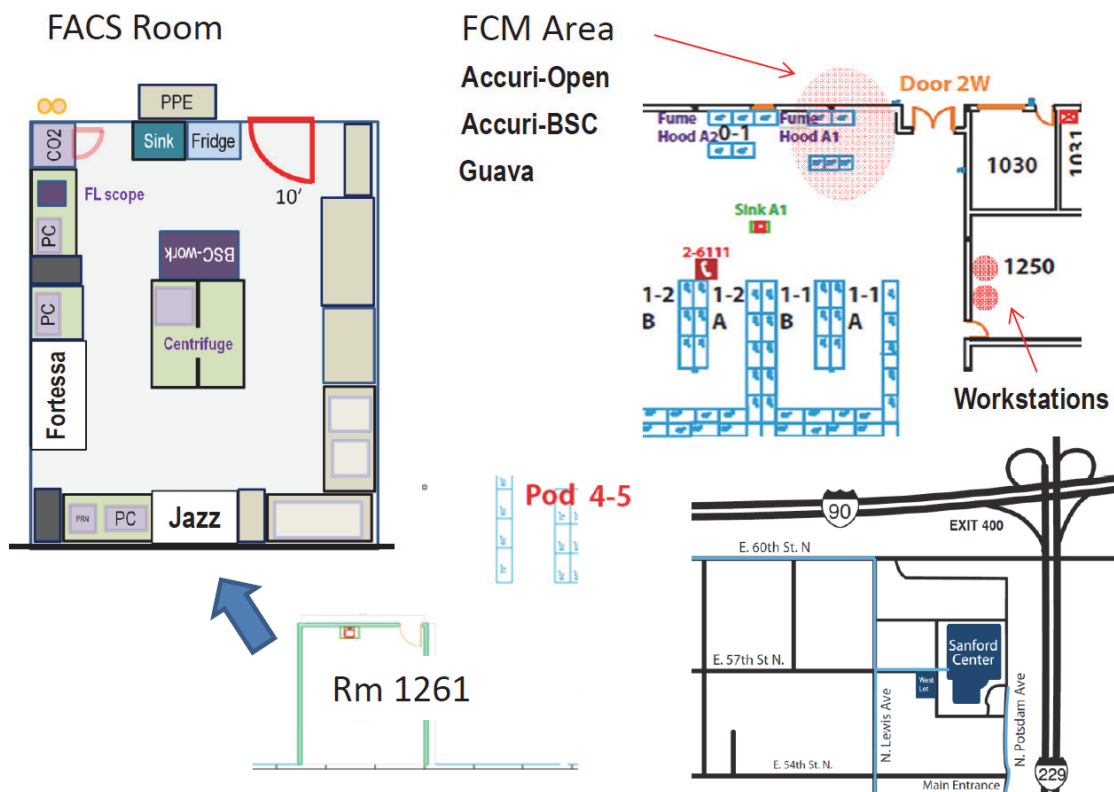 FACS Room
PPE
CO2
Sink
Fridge
10'
FL scope
PC
BSC-work
PC
Centrifuge
Fortessa
PRN
PC
Jazz
Rm 1261
FCM Area
Accuri-Open
Accuri-BSC
Guava
Door 2W
Fume
Hood A2
0-1
Fume
Hood A1
1030
1031
Sink A1
2-6111
1250
1-2
B
1-2
A
1-1
B
1-1
A
Workstations
Pod 4-5
90
EXIT 400
E. 60th St. N
E. 57th St N.
Sanford
Center
West
Lot
N. Lewis Ave
N. Potsdam Ave
E. 54th St. N.
Main Entrance
229